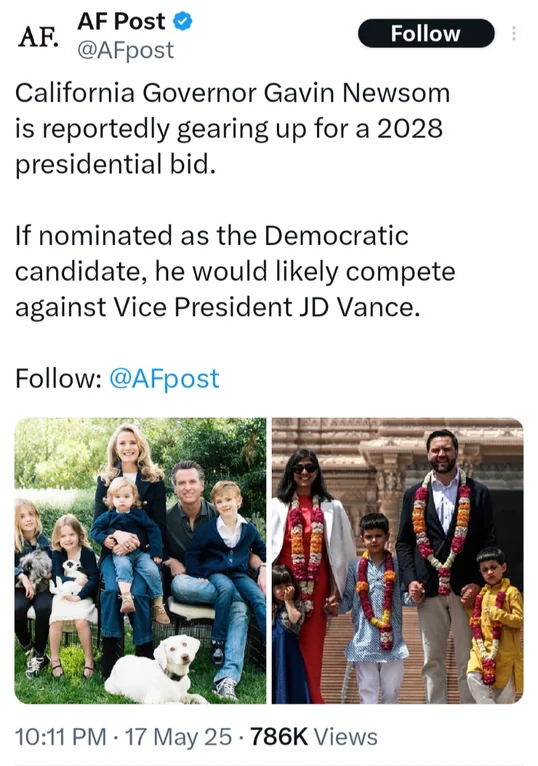 AF.
AF Post
Follow
@AFpost
California Governor Gavin Newsom
is reportedly gearing up for a 2028
presidential bid.
If nominated as the Democratic
candidate, he would likely compete
against Vice President JD Vance.
Follow: @AFpost
10:11 PM · 17 May 25 · 786K Views